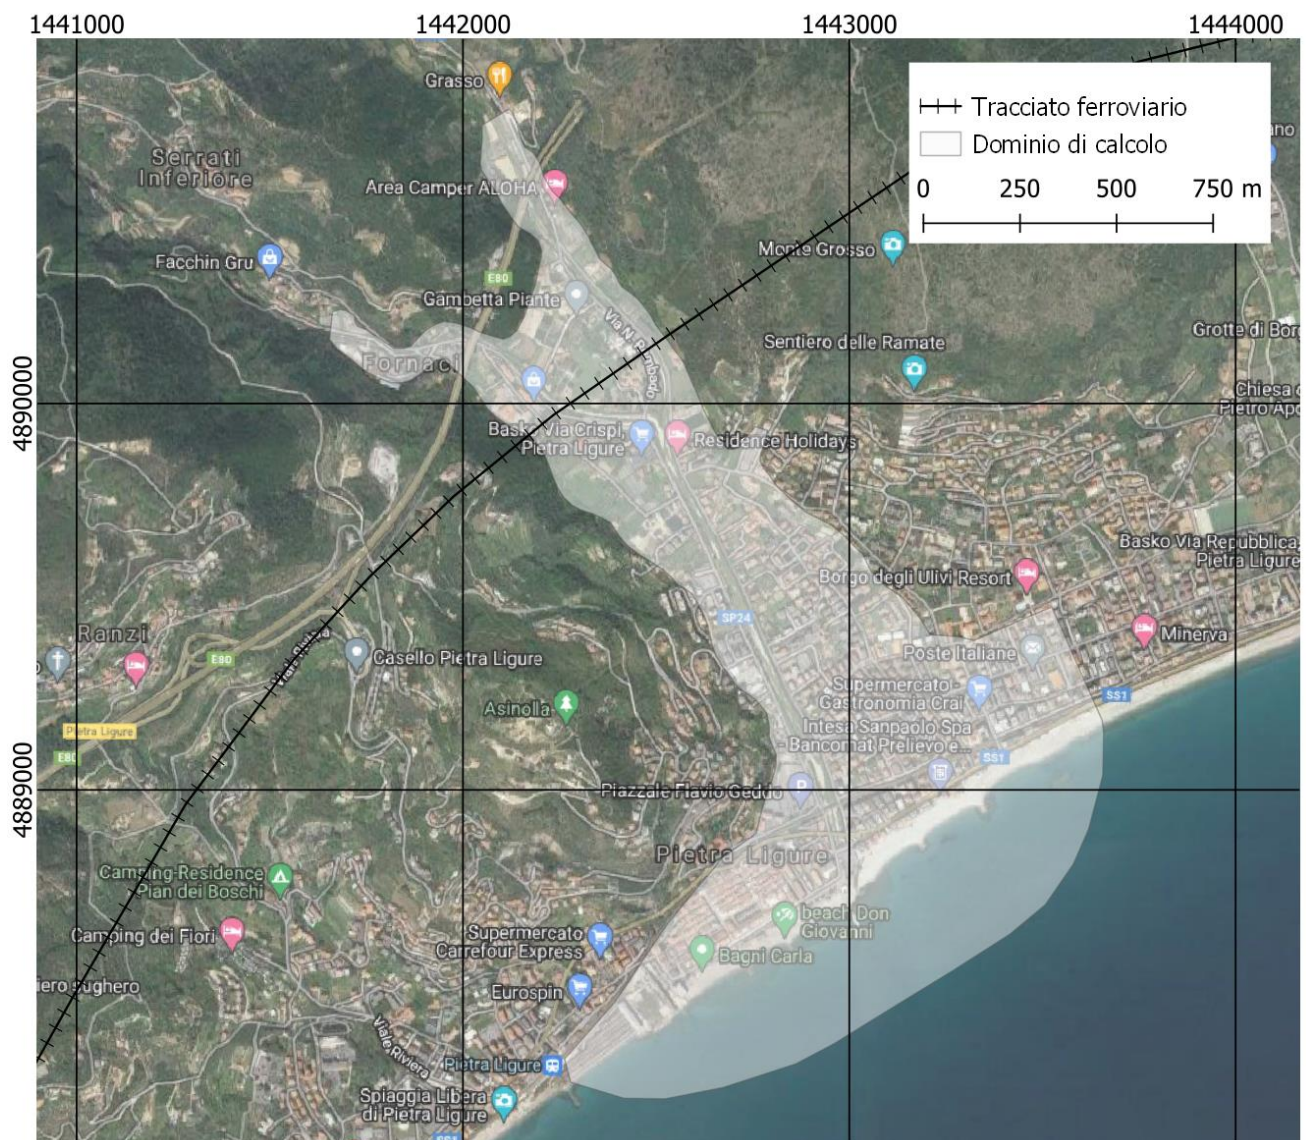 1441000
1442000
1443000
1444000
Grasso
Tracciato ferroviario
Dominio di calcolo
0
250
500
750 m
Serrati
Inferiore
Area Camper ALOHA
Facchin Gru
E80
Monte Grosso
Gambetta Piante
Via N.
Sentiero delle Ramate
Grotte di Borg
Fornaci
Chiesa
Pietro Apo
4890000
Basko Via Crispi,
Pietra Ligure
Residence Holidays
Basko Via Repubblica,
Pietra Ligure
Borgo degli Ulivi Resort
SP24
Ranzi
Minerva
E80
Casello Pietra Ligure
Poste Italiane
Supermercato -
Gastronomia Crai
SS1
Asinolla
Pietra Ligure
Intesa Sanpaolo Spa
- Bancomat Prelievo e...
E80
SS1
4889000
Piazzale Flavio Geddo
Pietra Ligure
Camping-Residence
Pian dei Boschi
beach Don
Giovanni
Camping dei Fiori
Supermercato
Carrefour Express
Bagni Carla
iero sughero
Eurospin
Viale Riviera
Pietra Ligure
Spiaggia Libera
di Pietra Ligure